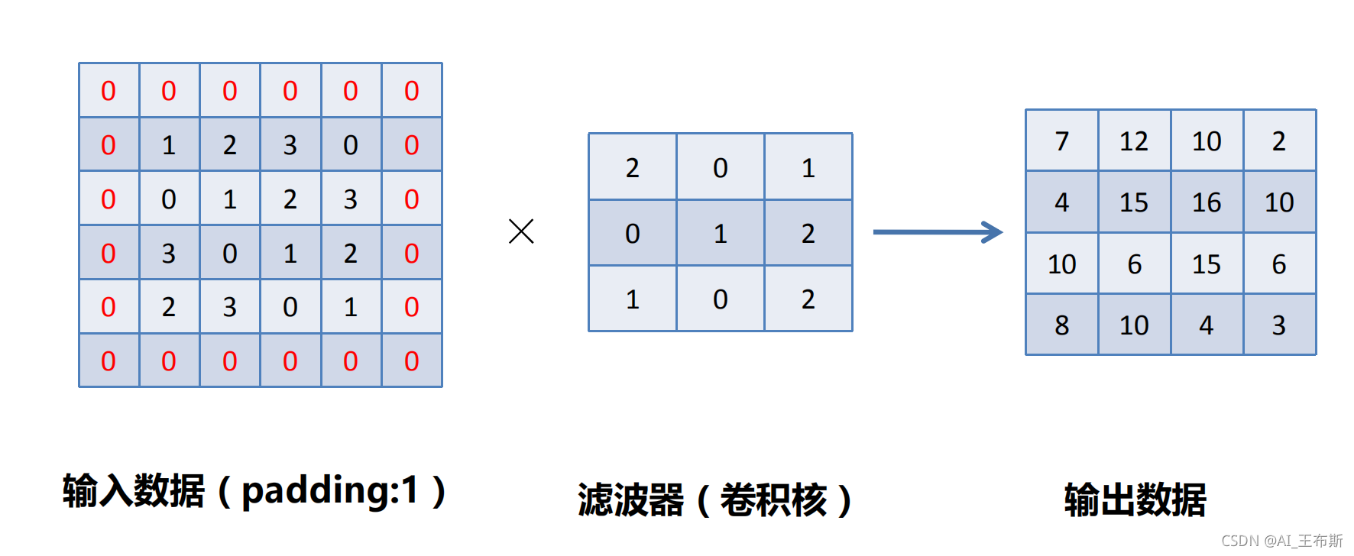 0 0 0 0 0 0
0 1 2 3 0 0
0 0 1 2 3 0
0 3 0 1 2 0
0 2 3 0 1 0
0 0 0 0 0 0
×
2 0 1
0 1 2
1 0 2
7 12 10 2
4 15 16 10
10 6 15 6
8 10 4 3
输入数据（padding:1）
滤波器（卷积核）
输出数据
CSDN @AI_王布斯